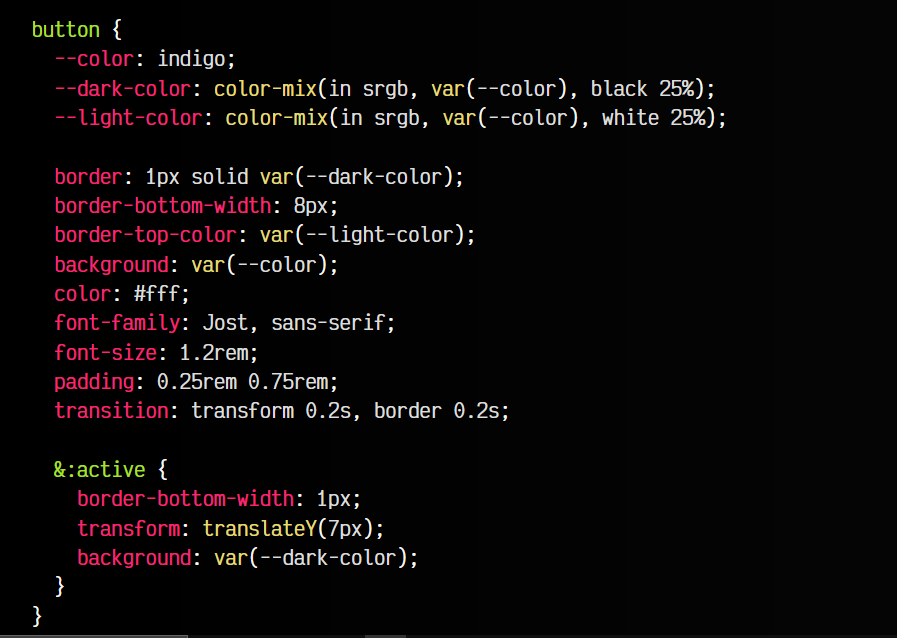 button {
  --color: indigo;
  --dark-color: color-mix(in srgb, var(--color), black 25%);
  --light-color: color-mix(in srgb, var(--color), white 25%);

  border: 1px solid var(--dark-color);
  border-bottom-width: 8px;
  border-top-color: var(--light-color);
  background: var(--color);
  color: #fff;
  font-family: Jost, sans-serif;
  font-size: 1.2rem;
  padding: 0.25rem 0.75rem;
  transition: transform 0.2s, border 0.2s;

  &:active {
    border-bottom-width: 1px;
    transform: translateY(7px);
    background: var(--dark-color);
  }
}